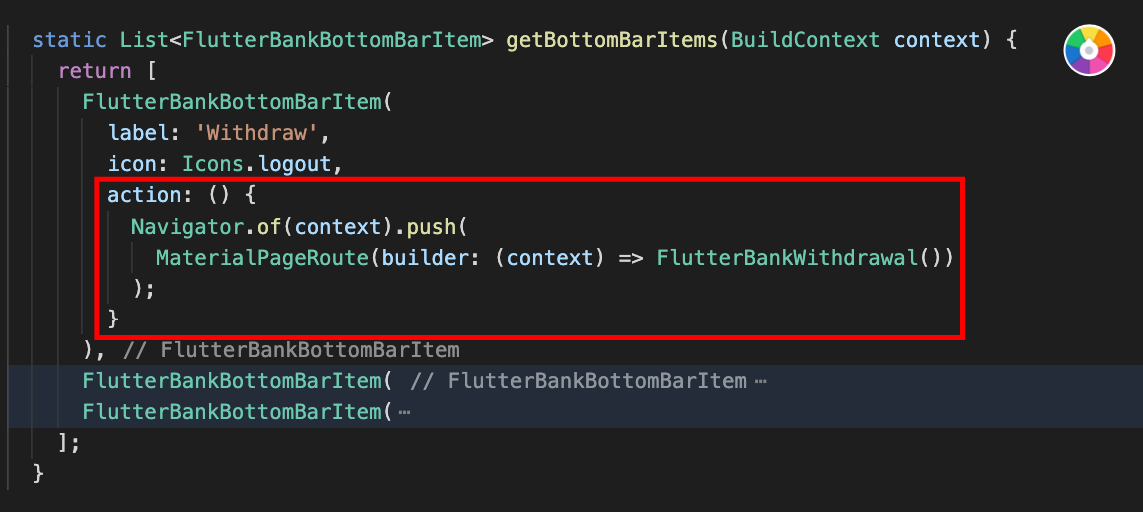 static List<FlutterBankBottomBarItem> getBottomBarItems(BuildContext context) {
return [
FlutterBankBottomBarItem(
label: 'Withdraw',
icon: Icons.logout,
action: () {
Navigator.of(context).push(
MaterialPageRoute(builder: (context) => FlutterBankWithdrawal())
);
}
), // FlutterBankBottomBarItem
FlutterBankBottomBarItem( // FlutterBankBottomBarItem ⋯
FlutterBankBottomBarItem(⋯
];
}